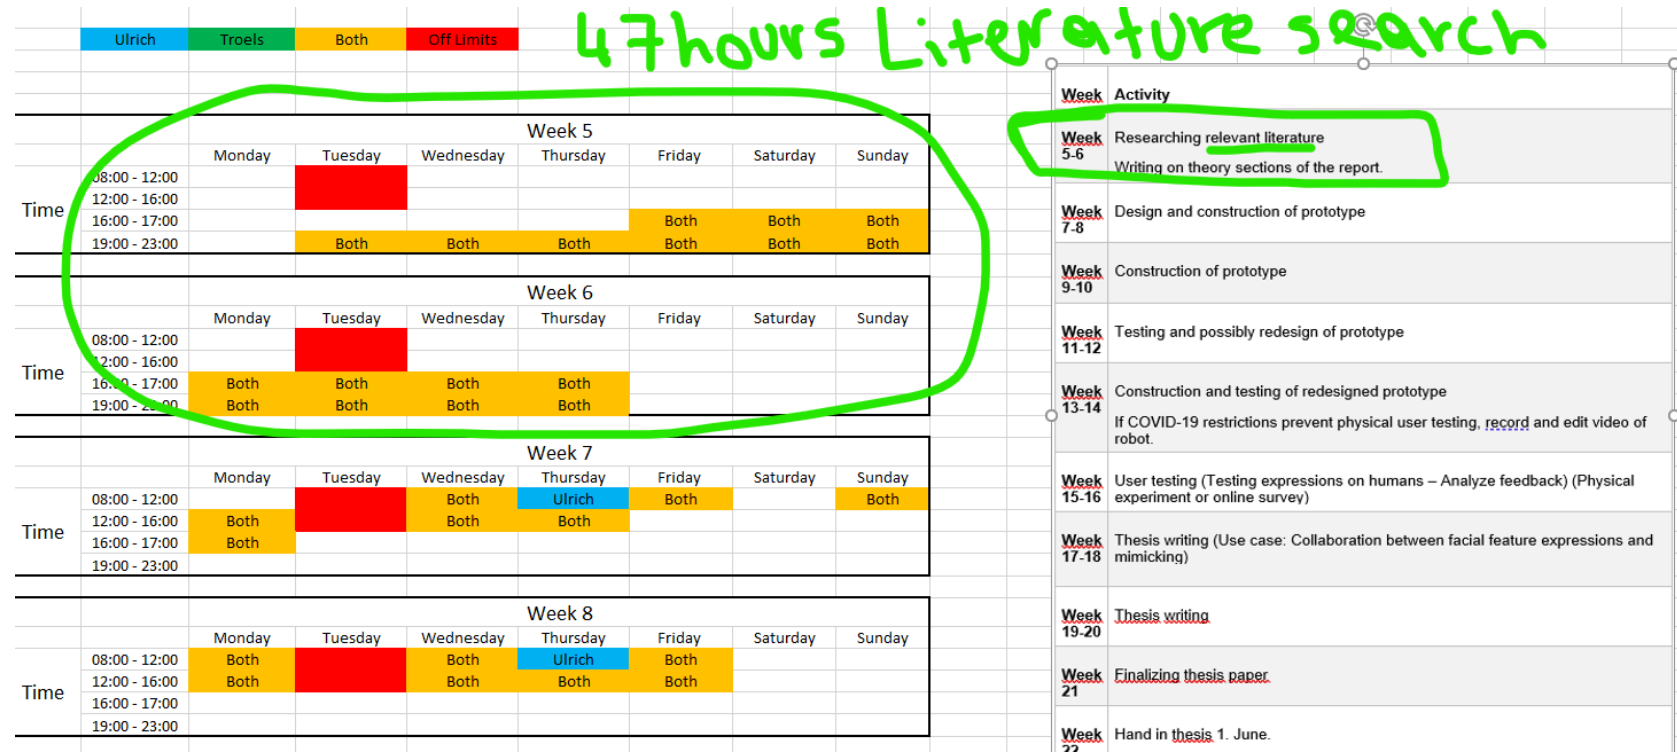 47hours Literature search
Ulrich Troels Both Off Limits
Week 5
Monday Tuesday Wednesday Thursday Friday Saturday Sunday
Time
08:00 - 12:00
12:00 - 16:00
16:00 - 17:00 Both Both Both
19:00 - 23:00 Both Both Both Both Both Both
Week 6
Monday Tuesday Wednesday Thursday Friday Saturday Sunday
Time
08:00 - 12:00
12:00 - 16:00
16:00 - 17:00 Both Both Both Both
19:00 - 23:00 Both Both Both Both
Week 7
Monday Tuesday Wednesday Thursday Friday Saturday Sunday
Time
08:00 - 12:00 Both Ulrich Both Both
12:00 - 16:00 Both Both Both
16:00 - 17:00 Both
19:00 - 23:00
Week 8
Monday Tuesday Wednesday Thursday Friday Saturday Sunday
Time
08:00 - 12:00 Both Both Ulrich Both
12:00 - 16:00 Both Both Both Both
16:00 - 17:00
19:00 - 23:00
Week Activity
Week Researching relevant literature
5-6
Writing on theory sections of the report.
Week Design and construction of prototype
7-8
Week Construction of prototype
9-10
Week Testing and possibly redesign of prototype
11-12
Week Construction and testing of redesigned prototype
13-14
If COVID-19 restrictions prevent physical user testing, record and edit video of
robot.
Week User testing (Testing expressions on humans – Analyze feedback) (Physical
15-16 experiment or online survey)
Week Thesis writing (Use case: Collaboration between facial feature expressions and
17-18 mimicking)
Week Thesis writing
19-20
Week Finalizing thesis paper
21
Week Hand in thesis 1. June.
22